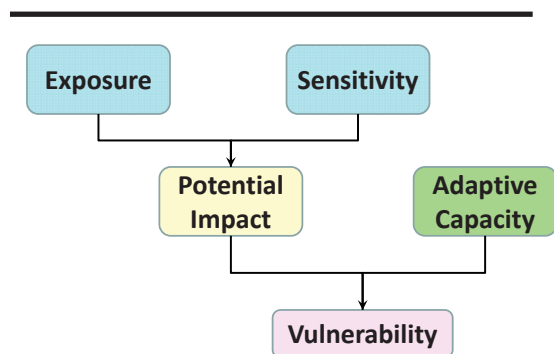 Exposure
Sensitivity
Potential
Impact
Adaptive
Capacity
Vulnerability